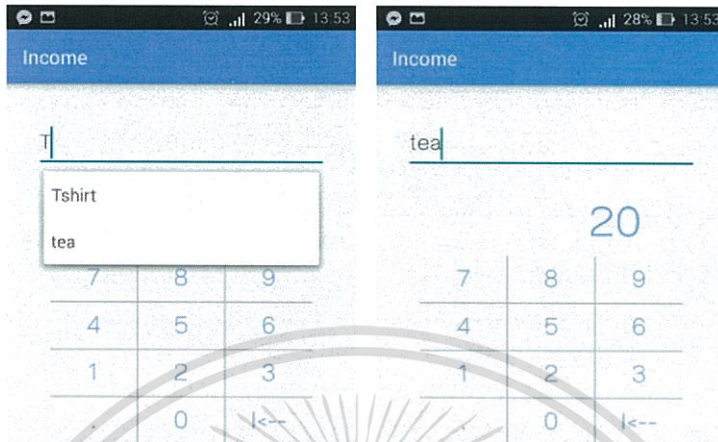 29% 13:53
Income
T
Tshirt
tea
7 8 9
4 5 6
1 2 3
. 0 |<--
28% 13:53
Income
tea
20
7 8 9
4 5 6
1 2 3
. 0 |<--